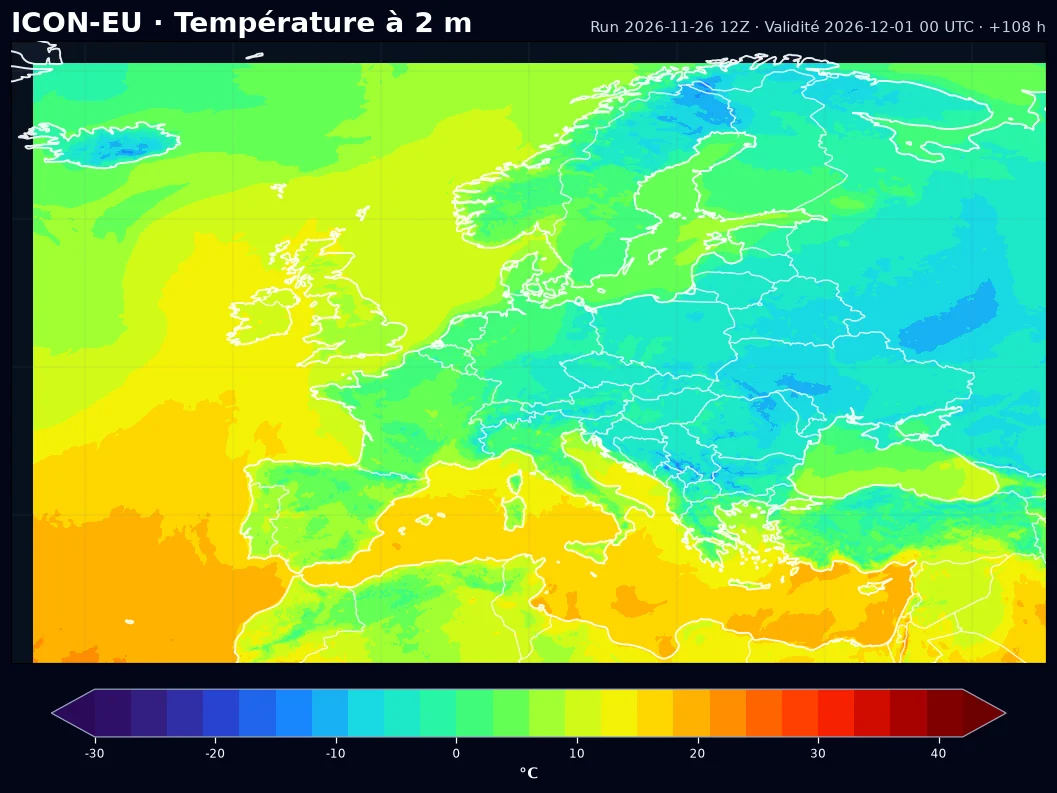 ICON-EU · Température à 2 m
Run 2026-11-26 12Z · Validité 2026-12-01 00 UTC · +108 h
-30 -20 -10 0 10 20 30 40
°C